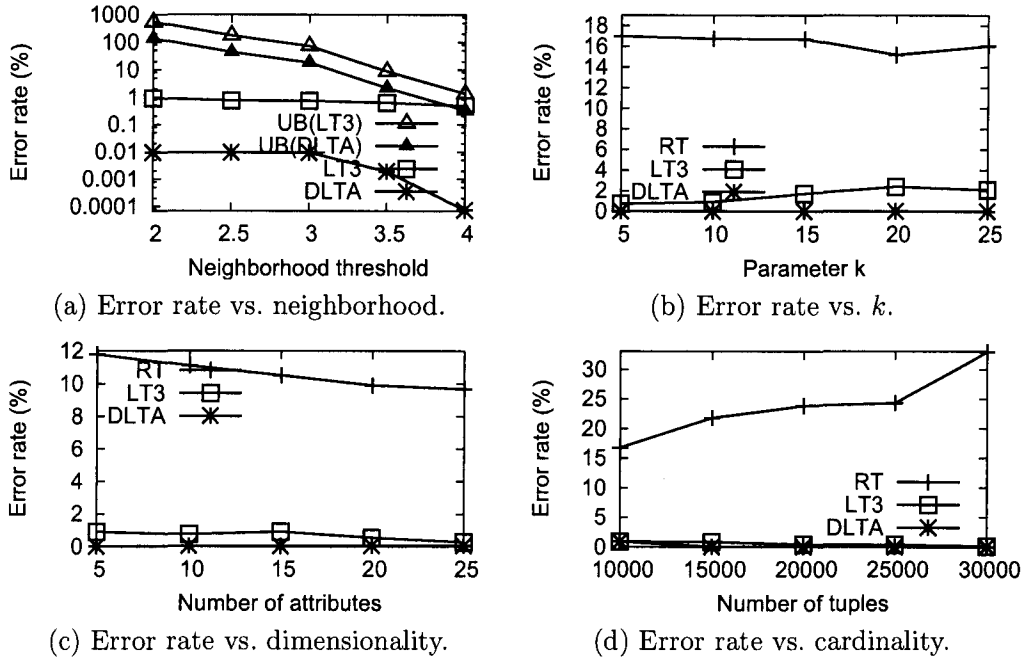 Error rate (%)
1000
100
10
1
0.1
0.01
0.001
0.0001
UB(LT3)
UB(DLTA)
LT3
DLTA
2 2.5 3 3.5 4
Neighborhood threshold
(a) Error rate vs. neighborhood.
Error rate (%)
18
16
14
12
10
8
6
4
2
0
RT
LT3
DLTA
5 10 15 20 25
Parameter k
(b) Error rate vs. k.
Error rate (%)
12
10
8
6
4
2
0
RT
LT3
DLTA
5 10 15 20 25
Number of attributes
(c) Error rate vs. dimensionality.
Error rate (%)
30
25
20
15
10
5
0
RT
LT3
DLTA
10000 15000 20000 25000 30000
Number of tuples
(d) Error rate vs. cardinality.